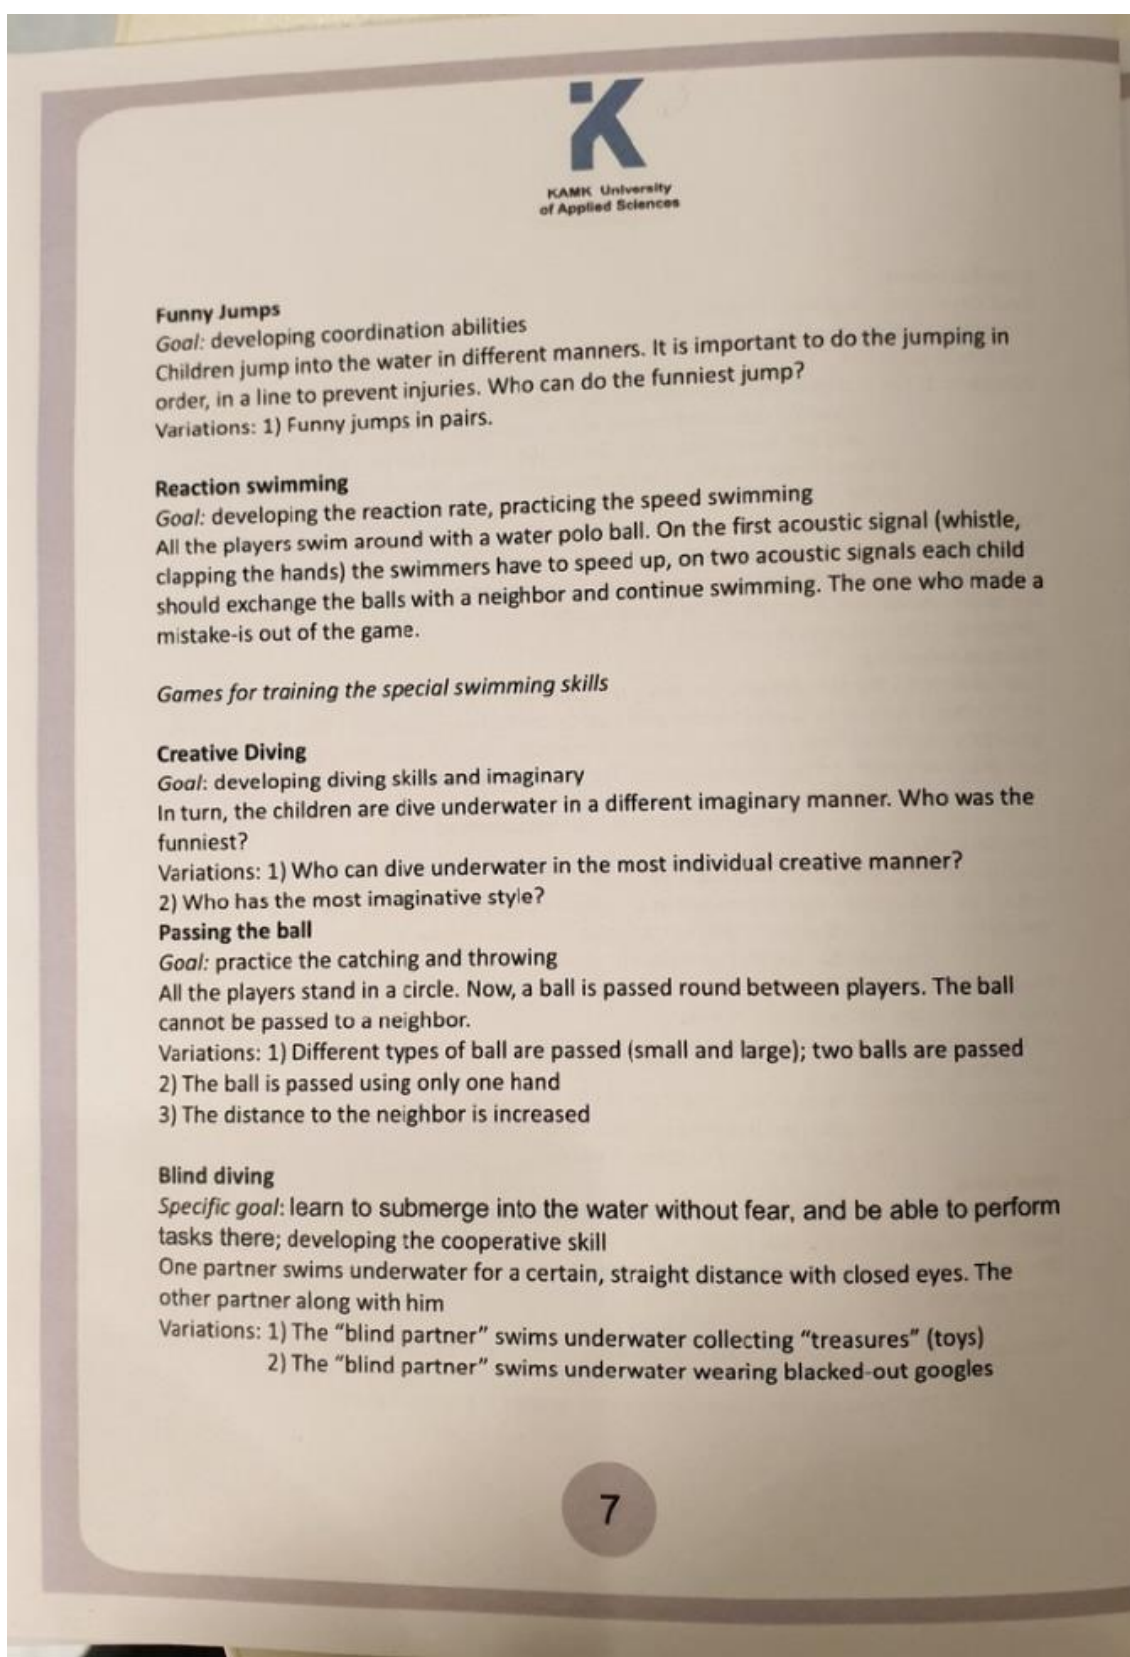 KAMK University
of Applied Sciences
Funny Jumps
Goal: developing coordination abilities
Children jump into the water in different manners. It is important to do the jumping in
order, in a line to prevent injuries. Who can do the funniest jump?
Variations: 1) Funny jumps in pairs.
Reaction swimming
Goal: developing the reaction rate, practicing the speed swimming
All the players swim around with a water polo ball. On the first acoustic signal (whistle,
clapping the hands) the swimmers have to speed up, on two acoustic signals each child
should exchange the balls with a neighbor and continue swimming. The one who made a
mistake-is out of the game.
Games for training the special swimming skills
Creative Diving
Goal: developing diving skills and imaginary
In turn, the children are dive underwater in a different imaginary manner. Who was the
funniest?
Variations: 1) Who can dive underwater in the most individual creative manner?
2) Who has the most imaginative style?
Passing the ball
Goal: practice the catching and throwing
All the players stand in a circle. Now, a ball is passed round between players. The ball
cannot be passed to a neighbor.
Variations: 1) Different types of ball are passed (small and large); two balls are passed
2) The ball is passed using only one hand
3) The distance to the neighbor is increased
Blind diving
Specific goal: learn to submerge into the water without fear, and be able to perform
tasks there; developing the cooperative skill
One partner swims underwater for a certain, straight distance with closed eyes. The
other partner along with him
Variations: 1) The “blind partner” swims underwater collecting “treasures” (toys)
2) The “blind partner” swims underwater wearing blacked-out googles
7